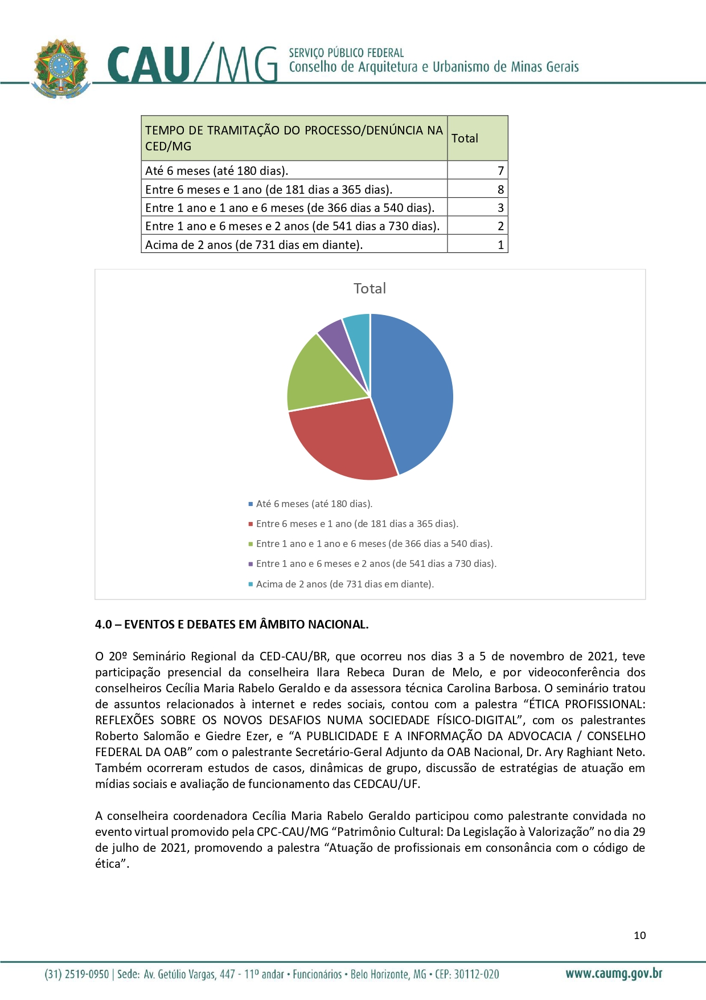 CAU/MG
SERVIÇO PÚBLICO FEDERAL
Conselho de Arquitetura e Urbanismo de Minas Gerais
TEMPO DE TRAMITAÇÃO DO PROCESSO/DENÚNCIA NA CED/MG Total
Até 6 meses (até 180 dias). 7
Entre 6 meses e 1 ano (de 181 dias a 365 dias). 8
Entre 1 ano e 1 ano e 6 meses (de 366 dias a 540 dias). 3
Entre 1 ano e 6 meses e 2 anos (de 541 dias a 730 dias). 2
Acima de 2 anos (de 731 dias em diante). 1
Total
Até 6 meses (até 180 dias).
Entre 6 meses e 1 ano (de 181 dias a 365 dias).
Entre 1 ano e 1 ano e 6 meses (de 366 dias a 540 dias).
Entre 1 ano e 6 meses e 2 anos (de 541 dias a 730 dias).
Acima de 2 anos (de 731 dias em diante).
4.0 – EVENTOS E DEBATES EM ÂMBITO NACIONAL.
O 20º Seminário Regional da CED-CAU/BR, que ocorreu nos dias 3 a 5 de novembro de 2021, teve
participação presencial da conselheira Ilara Rebeca Duran de Melo, e por videoconferência dos
conselheiros Cecília Maria Rabelo Geraldo e da assessora técnica Carolina Barbosa. O seminário tratou
de assuntos relacionados à internet e redes sociais, contou com a palestra “ÉTICA PROFISSIONAL:
REFLEXÕES SOBRE OS NOVOS DESAFIOS NUMA SOCIEDADE FÍSICO-DIGITAL”, com os palestrantes
Roberto Salomão e Giedre Ezer, e “A PUBLICIDADE E A INFORMAÇÃO DA ADVOCACIA / CONSELHO
FEDERAL DA OAB” com o palestrante Secretário-Geral Adjunto da OAB Nacional, Dr. Ary Raghiant Neto.
Também ocorreram estudos de casos, dinâmicas de grupo, discussão de estratégias de atuação em
mídias sociais e avaliação de funcionamento das CEDCAU/UF.
A conselheira coordenadora Cecília Maria Rabelo Geraldo participou como palestrante convidada no
evento virtual promovido pela CPC-CAU/MG “Patrimônio Cultural: Da Legislação à Valorização” no dia 29
de julho de 2021, promovendo a palestra “Atuação de profissionais em consonância com o código de
ética”.
10
(31) 2519-0950 | Sede: Av. Getúlio Vargas, 447 - 11º andar • Funcionários • Belo Horizonte, MG • CEP: 30112-020 www.caumg.gov.br